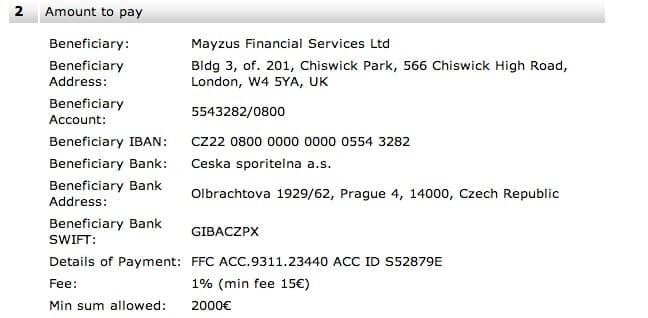 2 Amount to pay
Beneficiary: Mayzus Financial Services Ltd
Beneficiary Address: Bldg 3, of. 201, Chiswick Park, 566 Chiswick High Road,
London, W4 5YA, UK
Beneficiary Account: 5543282/0800
Beneficiary IBAN: CZ22 0800 0000 0000 0554 3282
Beneficiary Bank: Ceska sporitelna a.s.
Beneficiary Bank Address: Olbrachtova 1929/62, Prague 4, 14000, Czech Republic
Beneficiary Bank SWIFT: GIBACZPX
Details of Payment: FFC ACC.9311.23440 ACC ID S52879E
Fee: 1% (min fee 15€)
Min sum allowed: 2000€